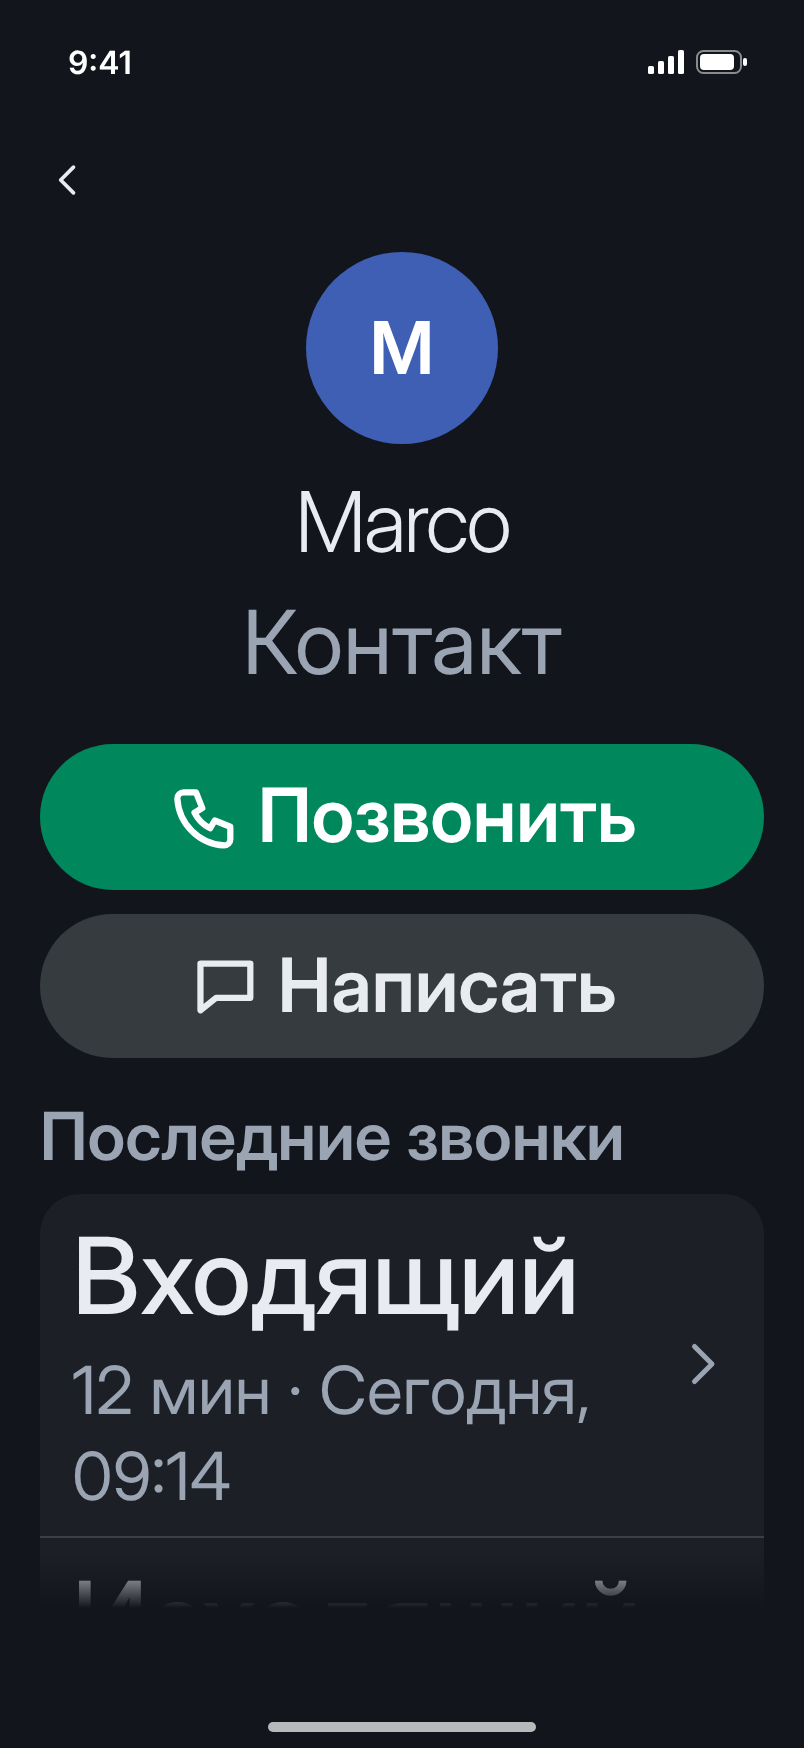 9:41
M
Marco
Контакт
Позвонить
Написать
Последние звонки
Входящий
12 мин · Сегодня,
09:14